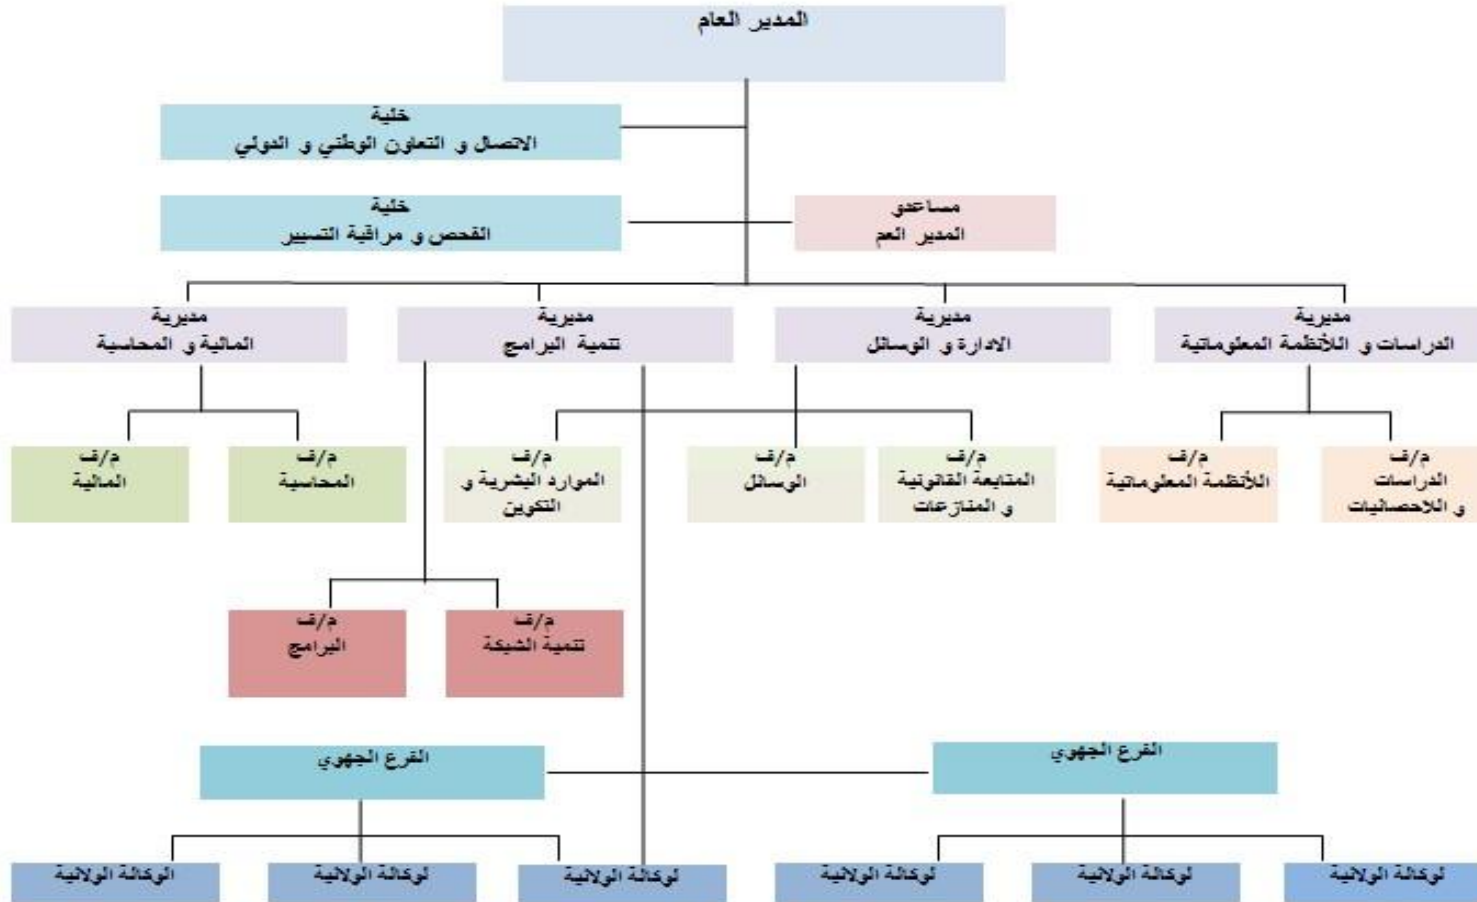 المدير العام
خلية
الاتصال و التعاون الوطني و الدولي
مساعدو
المدير العم
خلية
الفحص و مراقبة التسيير
مديرية
الدراسات و اللأنظمة المعلوماتية
مديرية
الادارة و الوسائل
مديرية
تنمية البرامج
مديرية
المالية و المحاسبة
م/ف
الدراسات
و اللاحصائيات
م/ف
اللأنظمة المعلوماتية
م/ف
المتابعة القانونية
و المنازعات
م/ف
الوسائل
م/ف
الموارد البشرية و
التكوين
م/ف
المحاسبة
م/ف
المالية
م/ف
تنمية الشبكة
م/ف
البرامج
الفرع الجهوي
الفرع الجهوي
لوكالة الولائية
لوكالة الولائية
لوكالة الولائية
لوكالة الولائية
لوكالة الولائية
الوكالة الولائية